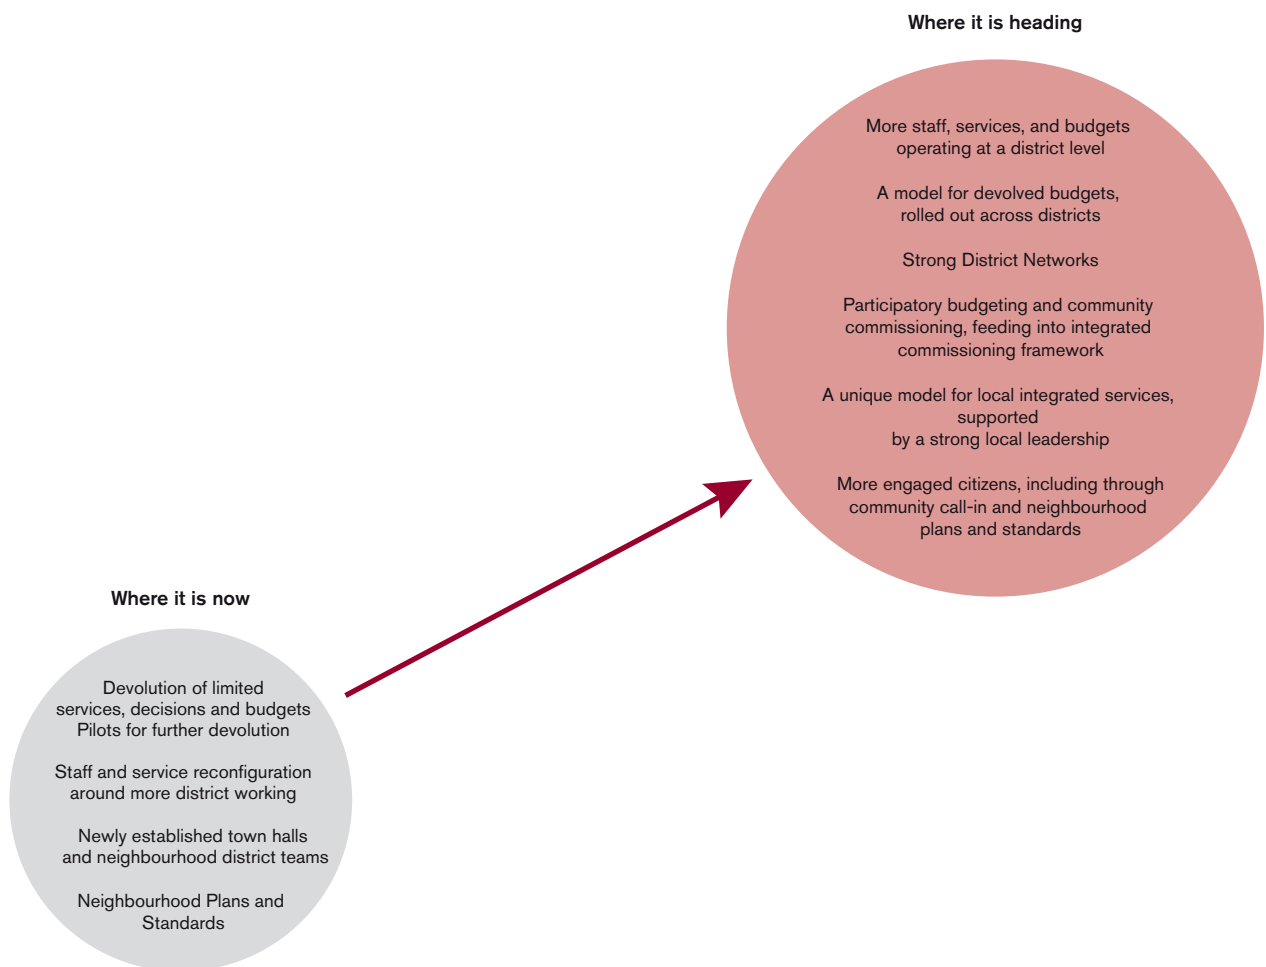 Where it is heading
More staff, services, and budgets
operating at a district level
A model for devolved budgets,
rolled out across districts
Strong District Networks
Participatory budgeting and community
commissioning, feeding into integrated
commissioning framework
A unique model for local integrated services,
supported
by a strong local leadership
More engaged citizens, including through
community call-in and neighbourhood
plans and standards
Where it is now
Devolution of limited
services, decisions and budgets
Pilots for further devolution
Staff and service reconfiguration
around more district working
Newly established town halls
and neighbourhood district teams
Neighbourhood Plans and
Standards